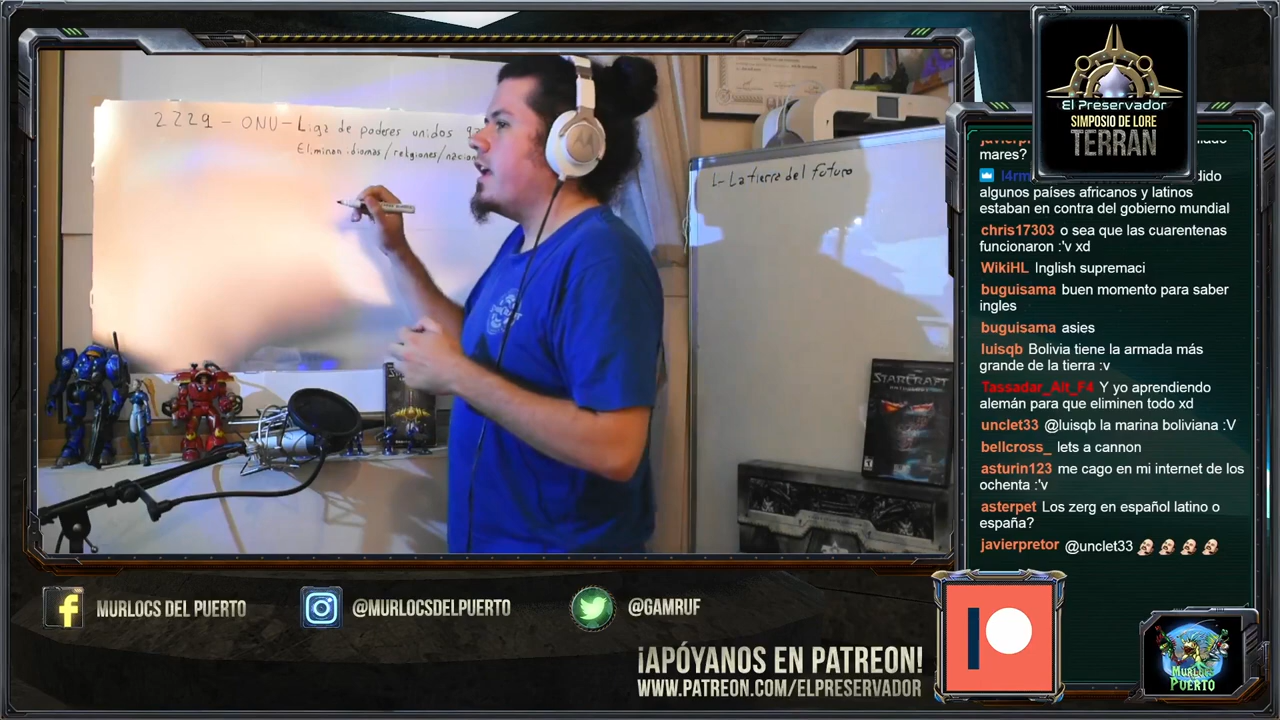 2229 - ONU - Liga de poderes unidos
Eliminan idiomas / religiones /
1- La tierra del futuro
STARCRAFT
El Preservador
SIMPOSIO DE LORE
TERRAN
mares?
algunos países africanos y latinos
estaban en contra del gobierno mundial
chris17303 o sea que las cuarentenas
funcionaron :'v xd
WikiHL Inglish supremaci
buguisama buen momento para saber
ingles
buguisama asies
luisqb Bolivia tiene la armada más
grande de la tierra :v
Tassadar_Alt_F4 Y yo aprendiendo
alemán para que eliminen todo xd
unclet33 @luisqb la marina boliviana :V
bellcross_ lets a cannon
asturin123 me cago en mi internet de los
ochenta :'v
asterpet Los zerg en español latino o
españa?
javierpretor @unclet33
MURLOCS DEL PUERTO
@MURLOCSDELPUERTO
@GAMRUF
¡APÓYANOS EN PATREON!
WWW.PATREON.COM/ELPRESERVADOR
MURLOCS
PUERTO